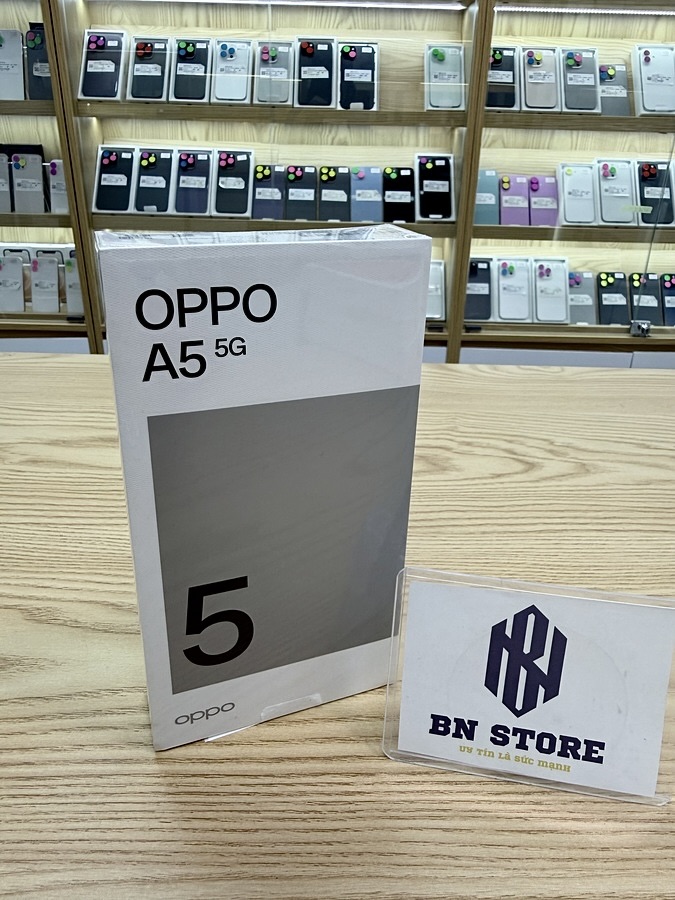 OPPO
A5 5G
5
oppo
BN STORE
UY TÍN LÀ SỨC MẠNH